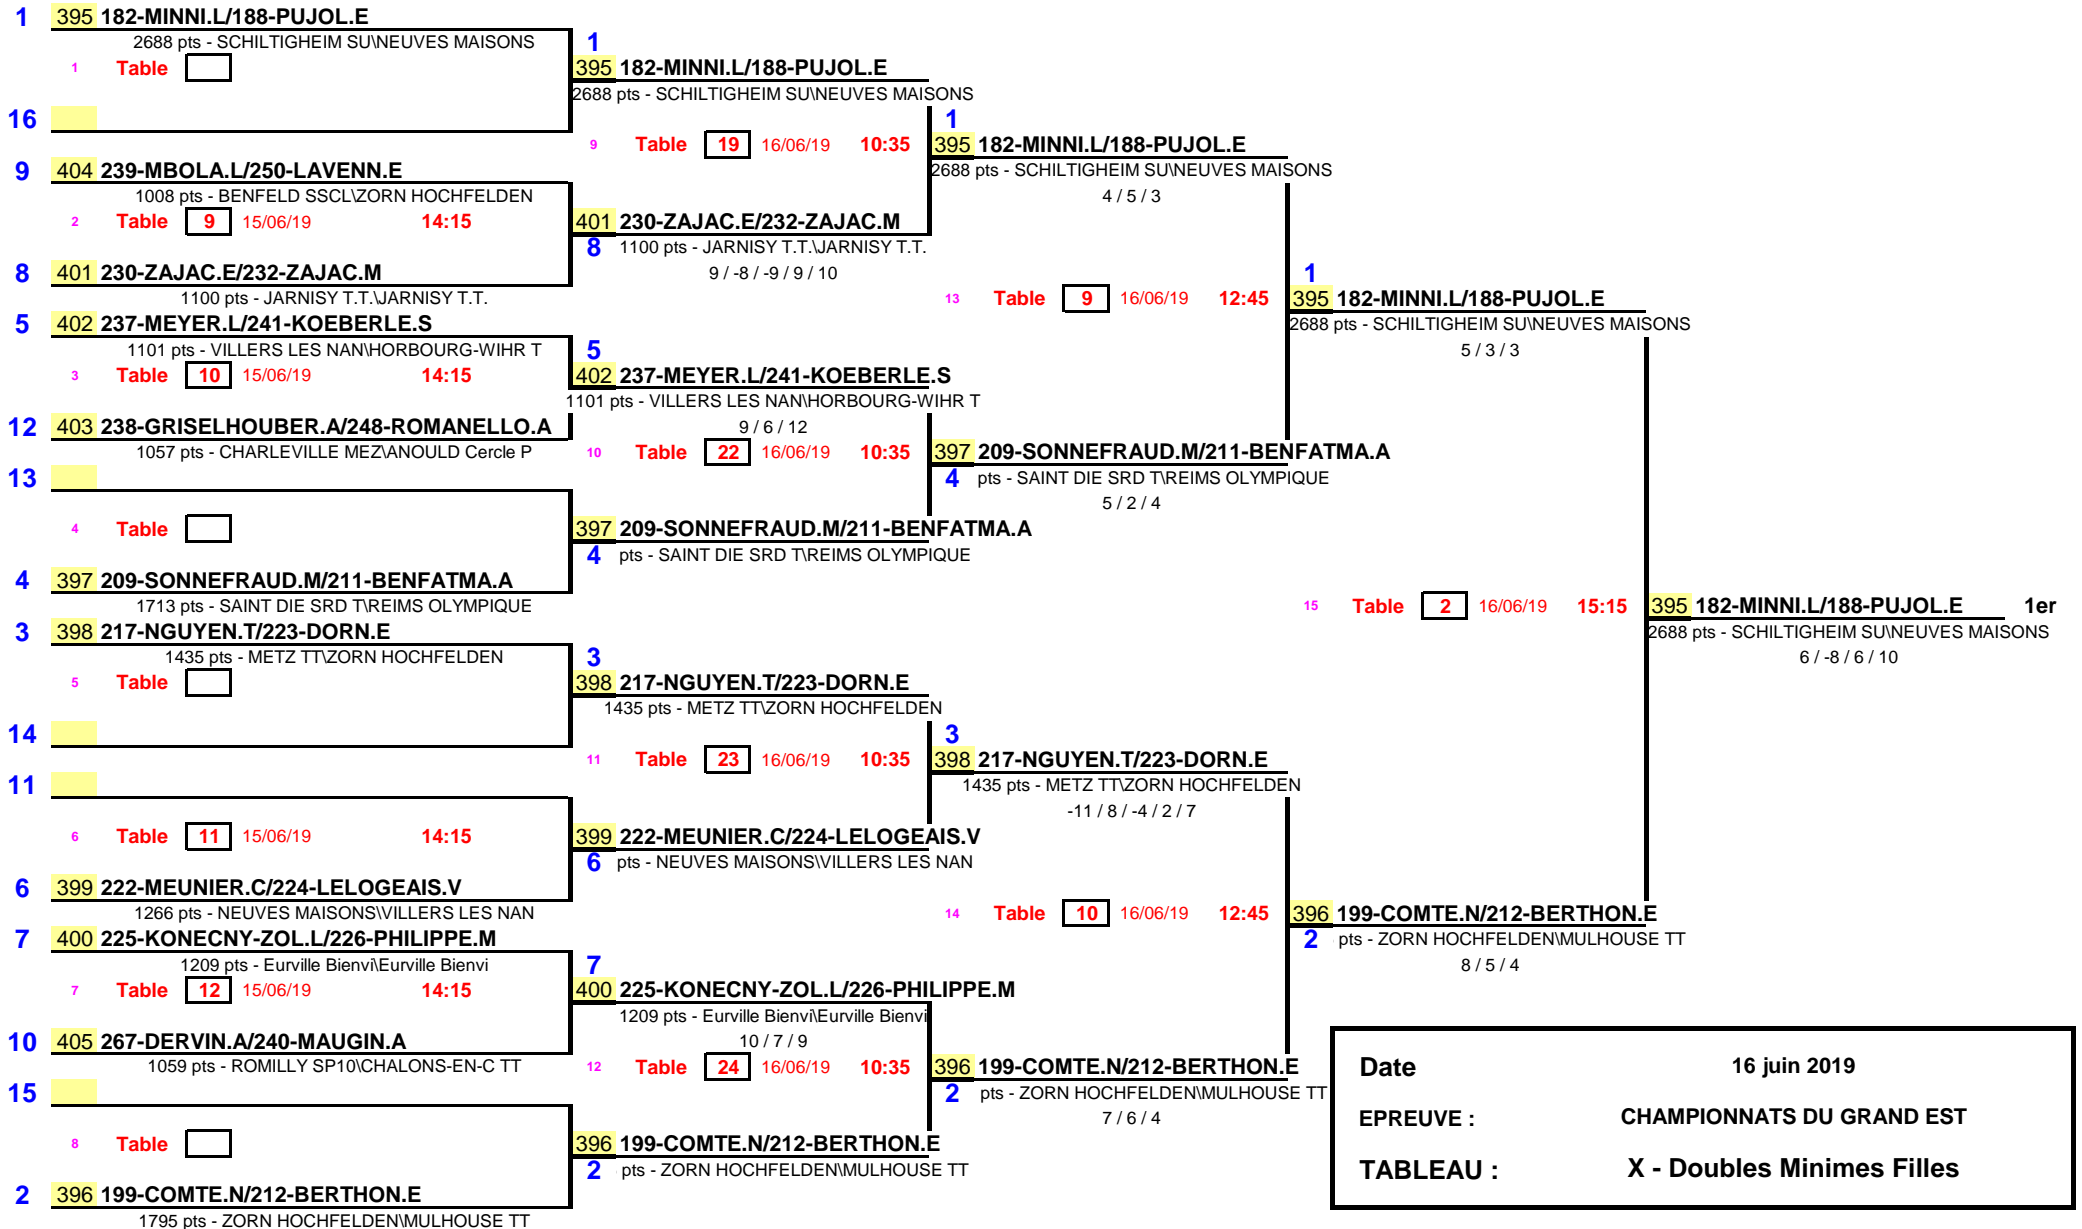 1 395 182-MINNI.L/188-PUJOL.E
2688 pts - SCHILTIGHEIM SU\NEUVES MAISONS
1 Table
16
9 404 239-MBOLA.L/250-LAVENN.E
1008 pts - BENFELD SSCL\ZORN HOCHFELDEN
2 Table 9 15/06/19 14:15
8 401 230-ZAJAC.E/232-ZAJAC.M
1100 pts - JARNISY T.T.\JARNISY T.T.
5 402 237-MEYER.L/241-KOEBERLE.S
1101 pts - VILLERS LES NAN\HORBOURG-WIHR T
3 Table 10 15/06/19 14:15
12 403 238-GRISELHOUBER.A/248-ROMANELLO.A
1057 pts - CHARLEVILLE MEZ\ANOULD Cercle P
13
4 Table
4 397 209-SONNEFRAUD.M/211-BENFATMA.A
1713 pts - SAINT DIE SRD T\REIMS OLYMPIQUE
3 398 217-NGUYEN.T/223-DORN.E
1435 pts - METZ TT\ZORN HOCHFELDEN
5 Table
14
11
6 Table 11 15/06/19 14:15
6 399 222-MEUNIER.C/224-LELOGEAIS.V
1266 pts - NEUVES MAISONS\VILLERS LES NAN
7 400 225-KONECNY-ZOL.L/226-PHILIPPE.M
1209 pts - Eurville Bienvi\Eurville Bienvi
7 Table 12 15/06/19 14:15
10 405 267-DERVIN.A/240-MAUGIN.A
1059 pts - ROMILLY SP10\CHALONS-EN-C TT
15
8 Table
2 396 199-COMTE.N/212-BERTHON.E
1795 pts - ZORN HOCHFELDEN\MULHOUSE TT
1
395 182-MINNI.L/188-PUJOL.E
2688 pts - SCHILTIGHEIM SU\NEUVES MAISONS
9 Table 19 16/06/19 10:35
401 230-ZAJAC.E/232-ZAJAC.M
8 1100 pts - JARNISY T.T.\JARNISY T.T.
9 / -8 / -9 / 9 / 10
5
402 237-MEYER.L/241-KOEBERLE.S
1101 pts - VILLERS LES NAN\HORBOURG-WIHR T
9 / 6 / 12
10 Table 22 16/06/19 10:35
397 209-SONNEFRAUD.M/211-BENFATMA.A
4 pts - SAINT DIE SRD T\REIMS OLYMPIQUE
3
398 217-NGUYEN.T/223-DORN.E
1435 pts - METZ TT\ZORN HOCHFELDEN
11 Table 23 16/06/19 10:35
399 222-MEUNIER.C/224-LELOGEAIS.V
6 pts - NEUVES MAISONS\VILLERS LES NAN
7
400 225-KONECNY-ZOL.L/226-PHILIPPE.M
1209 pts - Eurville Bienvi\Eurville Bienvi
10 / 7 / 9
12 Table 24 16/06/19 10:35
396 199-COMTE.N/212-BERTHON.E
2 pts - ZORN HOCHFELDEN\MULHOUSE TT
1
395 182-MINNI.L/188-PUJOL.E
2688 pts - SCHILTIGHEIM SU\NEUVES MAISONS
4 / 5 / 3
13 Table 9 16/06/19 12:45
397 209-SONNEFRAUD.M/211-BENFATMA.A
4 pts - SAINT DIE SRD T\REIMS OLYMPIQUE
5 / 2 / 4
3
398 217-NGUYEN.T/223-DORN.E
1435 pts - METZ TT\ZORN HOCHFELDEN
-11 / 8 / -4 / 2 / 7
14 Table 10 16/06/19 12:45
396 199-COMTE.N/212-BERTHON.E
2 pts - ZORN HOCHFELDEN\MULHOUSE TT
7 / 6 / 4
1
395 182-MINNI.L/188-PUJOL.E
2688 pts - SCHILTIGHEIM SU\NEUVES MAISONS
5 / 3 / 3
15 Table 2 16/06/19 15:15
396 199-COMTE.N/212-BERTHON.E
2 pts - ZORN HOCHFELDEN\MULHOUSE TT
8 / 5 / 4
395 182-MINNI.L/188-PUJOL.E 1er
2688 pts - SCHILTIGHEIM SU\NEUVES MAISONS
6 / -8 / 6 / 10
Date 16 juin 2019
EPREUVE : CHAMPIONNATS DU GRAND EST
TABLEAU : X - Doubles Minimes Filles